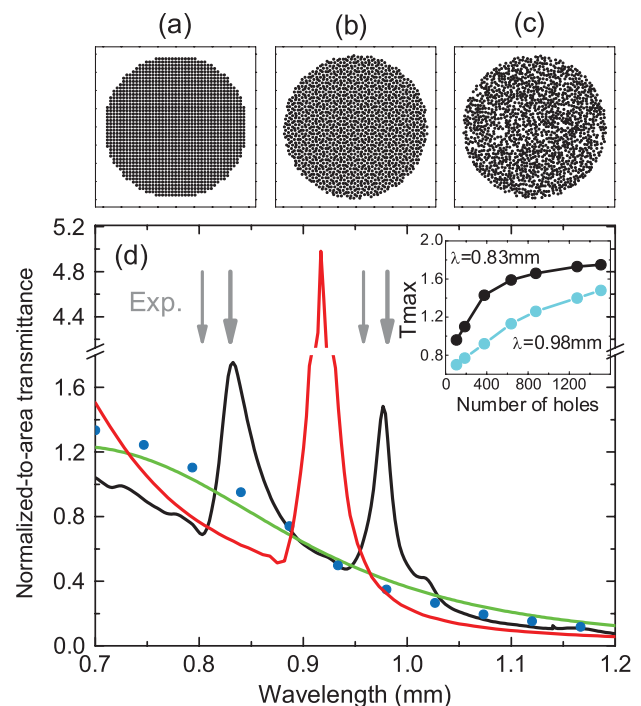 (a) (b) (c)
(d)
Exp.
Normalized-to-area transmittance
5.2
4.8
4.4
1.6
1.2
0.8
0.4
0.0
0.7 0.8 0.9 1.0 1.1 1.2
Wavelength (mm)
Tmax
2.0
1.6
1.2
0.8
λ=0.83mm
λ=0.98mm
0 400 800 1200
Number of holes